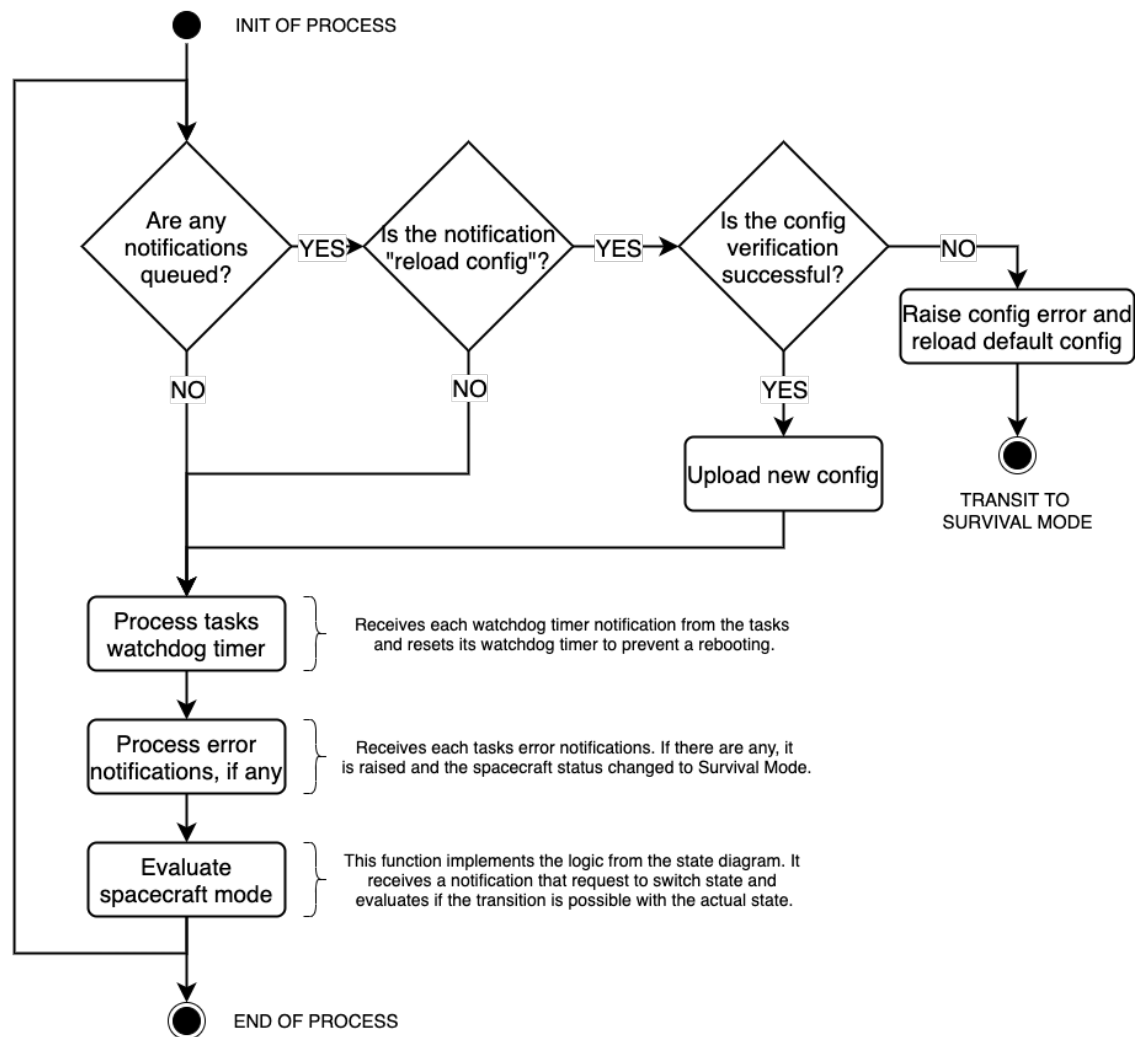 INIT OF PROCESS
Are any
notifications
queued?
YES
Is the notification
"reload config"?
YES
Is the config
verification
successful?
NO
Raise config error and
reload default config
NO
NO
YES
Upload new config
TRANSIT TO
SURVIVAL MODE
Process tasks
watchdog timer
Receives each watchdog timer notification from the tasks
and resets its watchdog timer to prevent a rebooting.
Process error
notifications, if any
Receives each tasks error notifications. If there are any, it
is raised and the spacecraft status changed to Survival Mode.
Evaluate
spacecraft mode
This function implements the logic from the state diagram. It
receives a notification that request to switch state and
evaluates if the transition is possible with the actual state.
END OF PROCESS